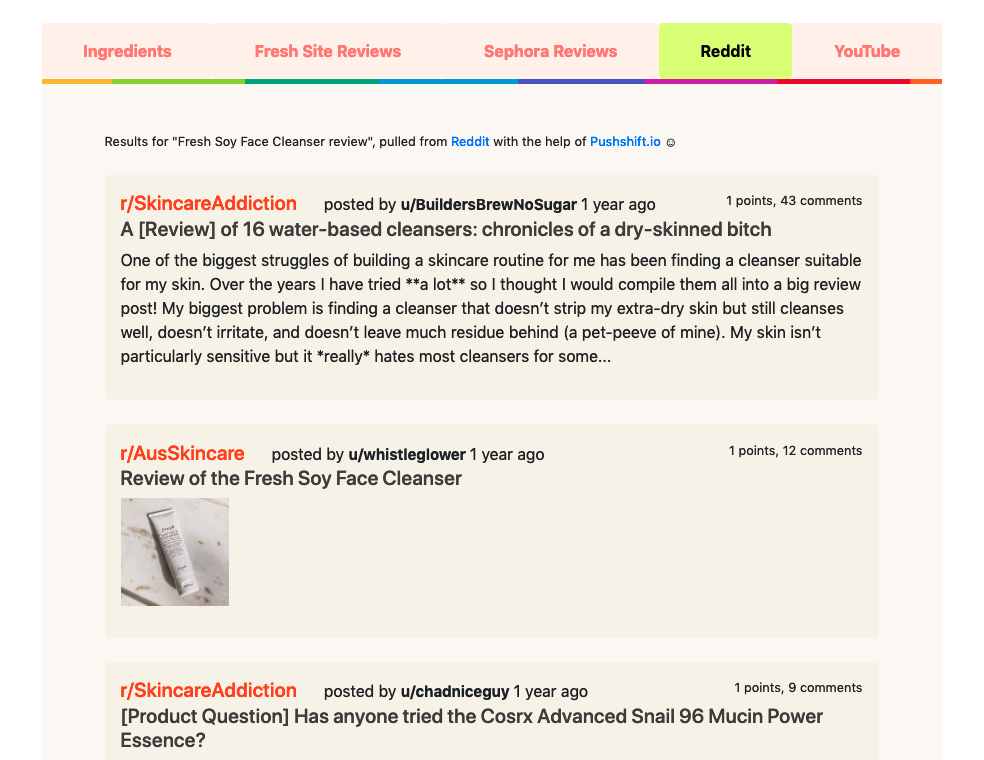 Ingredients Fresh Site Reviews Sephora Reviews Reddit YouTube
Results for "Fresh Soy Face Cleanser review", pulled from Reddit with the help of Pushshift.io ☺
r/SkincareAddiction posted by u/BuildersBrewNoSugar 1 year ago 1 points, 43 comments
A [Review] of 16 water-based cleansers: chronicles of a dry-skinned bitch
One of the biggest struggles of building a skincare routine for me has been finding a cleanser suitable
for my skin. Over the years I have tried **a lot** so I thought I would compile them all into a big review
post! My biggest problem is finding a cleanser that doesn’t strip my extra-dry skin but still cleanses
well, doesn’t irritate, and doesn’t leave much residue behind (a pet-peeve of mine). My skin isn’t
particularly sensitive but it *really* hates most cleansers for some...
r/AusSkincare posted by u/whistleglower 1 year ago 1 points, 12 comments
Review of the Fresh Soy Face Cleanser
fresh
r/SkincareAddiction posted by u/chadniceguy 1 year ago 1 points, 9 comments
[Product Question] Has anyone tried the Cosrx Advanced Snail 96 Mucin Power
Essence?